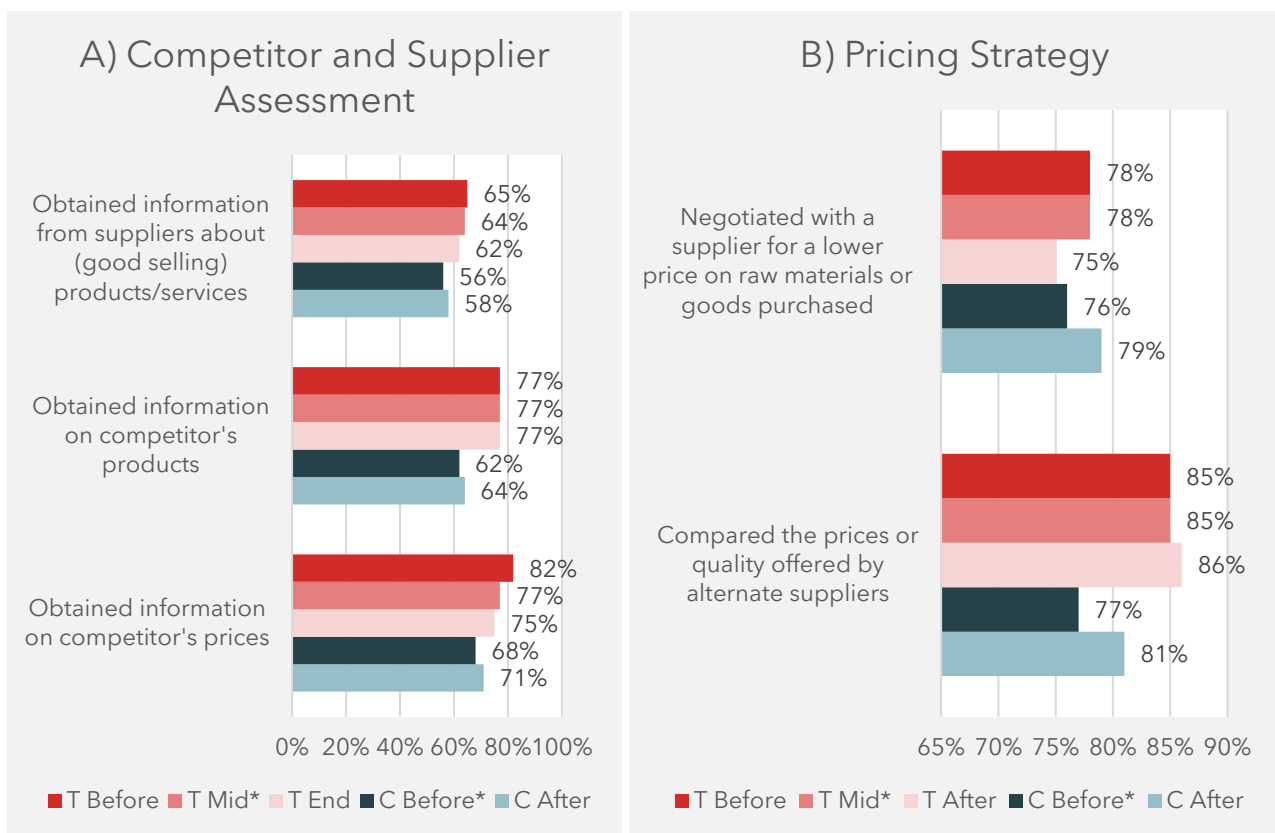 A) Competitor and Supplier
Assessment
Obtained information
from suppliers about
(good selling)
products/services
65%
64%
62%
56%
58%
Obtained information
on competitor's
products
77%
77%
77%
62%
64%
Obtained information
on competitor's prices
82%
77%
75%
68%
71%
0% 20% 40% 60% 80% 100%
T Before T Mid* T End C Before* C After
B) Pricing Strategy
Negotiated with a
supplier for a lower
price on raw materials or
goods purchased
78%
78%
75%
76%
79%
Compared the prices or
quality offered by
alternate suppliers
85%
85%
86%
77%
81%
65% 70% 75% 80% 85% 90%
T Before T Mid* T After C Before* C After